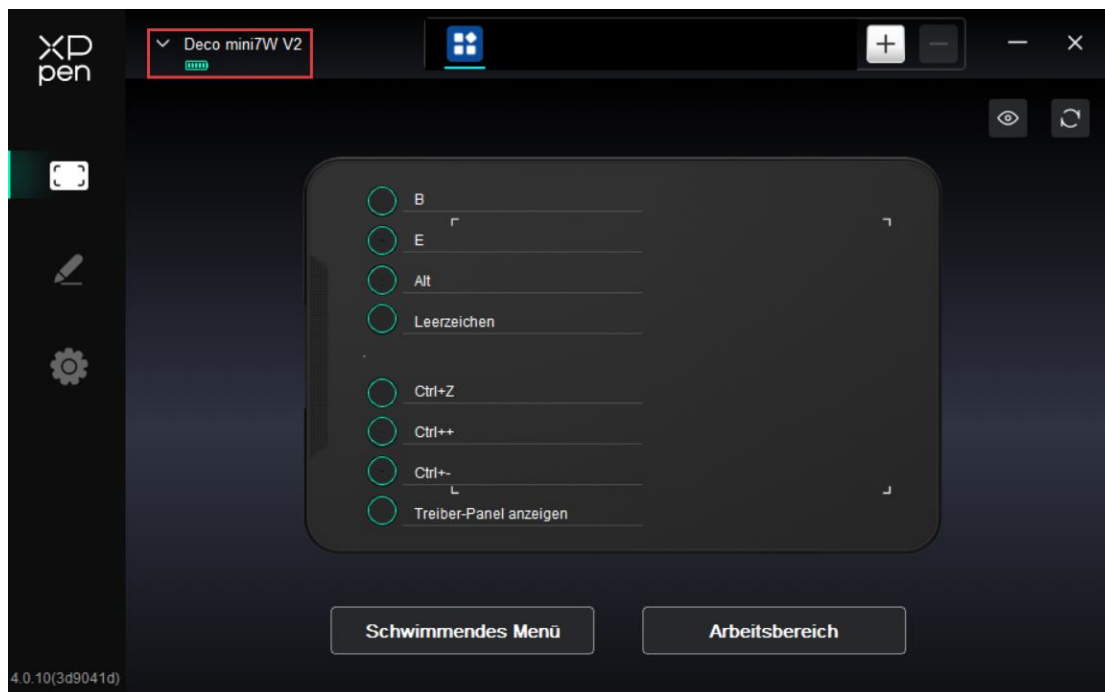 XP
pen
Deco mini7W V2
B
E
Alt
Leerzeichen
Ctrl+Z
Ctrl++
Ctrl+-
Treiber-Panel anzeigen
Schwimmendes Menü
Arbeitsbereich
4.0.10(3d9041d)